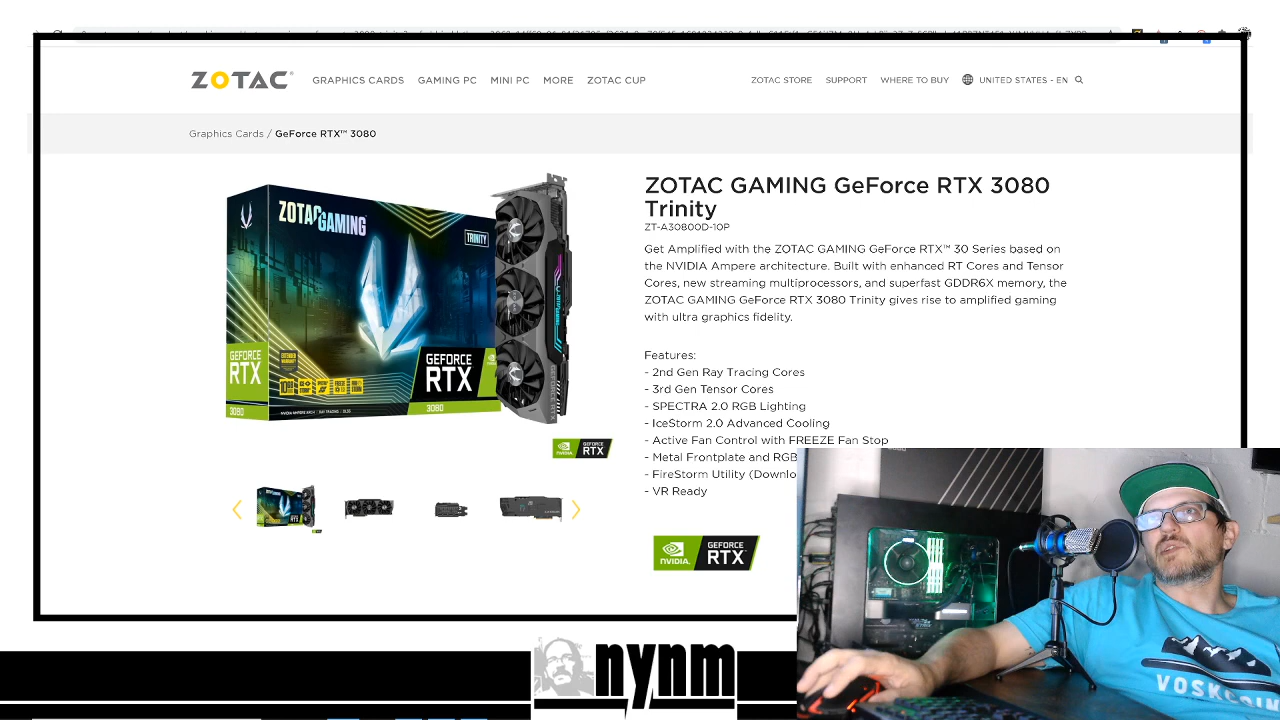 ZOTAC
GRAPHICS CARDS GAMING PC MINI PC MORE ZOTAC CUP
ZOTAC STORE SUPPORT WHERE TO BUY UNITED STATES - EN
Graphics Cards / GeForce RTX™ 3080
ZOTAC GAMING
TRINITY
GEFORCE
RTX
3080
GEFORCE
RTX
3080
NVIDIA
GEFORCE
RTX
ZOTAC GAMING GeForce RTX 3080
Trinity
ZT-A30800D-10P
Get Amplified with the ZOTAC GAMING GeForce RTX™ 30 Series based on
the NVIDIA Ampere architecture. Built with enhanced RT Cores and Tensor
Cores, new streaming multiprocessors, and superfast GDDR6X memory, the
ZOTAC GAMING GeForce RTX 3080 Trinity gives rise to amplified gaming
with ultra graphics fidelity.
Features:
- 2nd Gen Ray Tracing Cores
- 3rd Gen Tensor Cores
- SPECTRA 2.0 RGB Lighting
- IceStorm 2.0 Advanced Cooling
- Active Fan Control with FREEZE Fan Stop
- Metal Frontplate and RGB
- FireStorm Utility (Downlo
- VR Ready
NVIDIA.
GEFORCE
RTX
nynm
VOSKCOIN